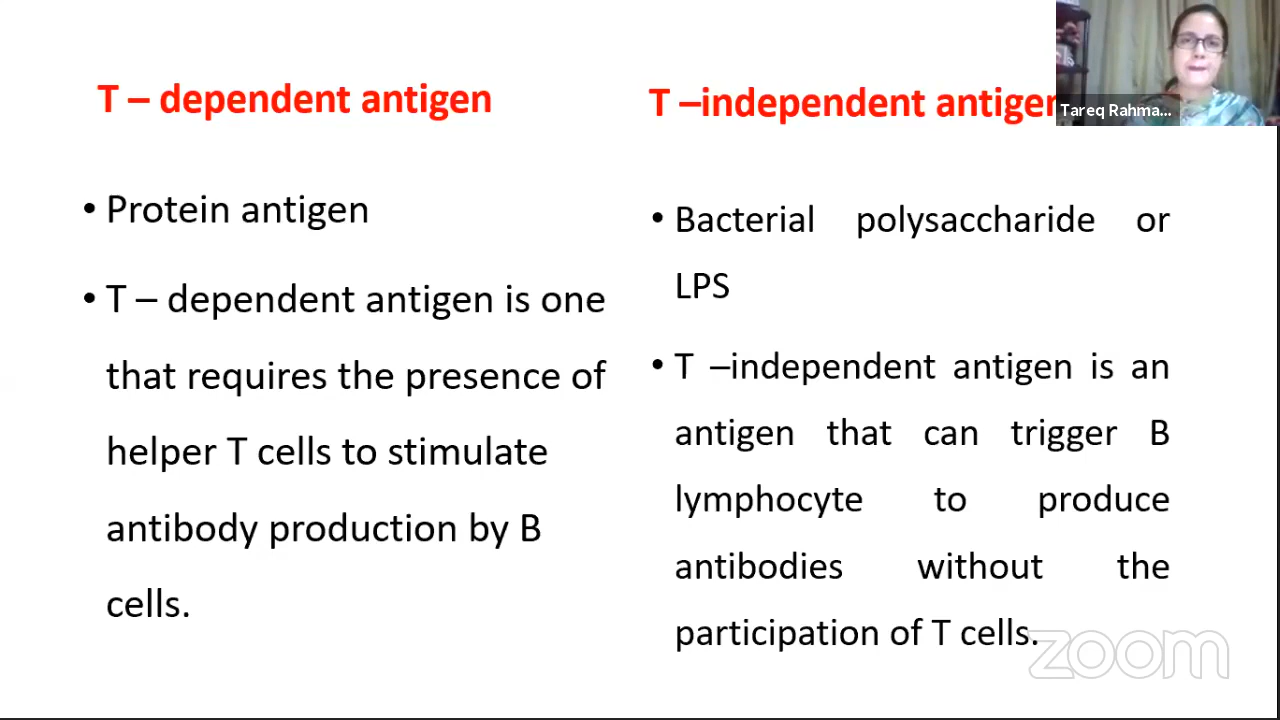 T – dependent antigen
• Protein antigen
• T – dependent antigen is one
that requires the presence of
helper T cells to stimulate
antibody production by B
cells.
T –independent antigen
• Bacterial polysaccharide or
LPS
• T –independent antigen is an
antigen that can trigger B
lymphocyte to produce
antibodies without the
participation of T cells.
Tareq Rahma...
zoom